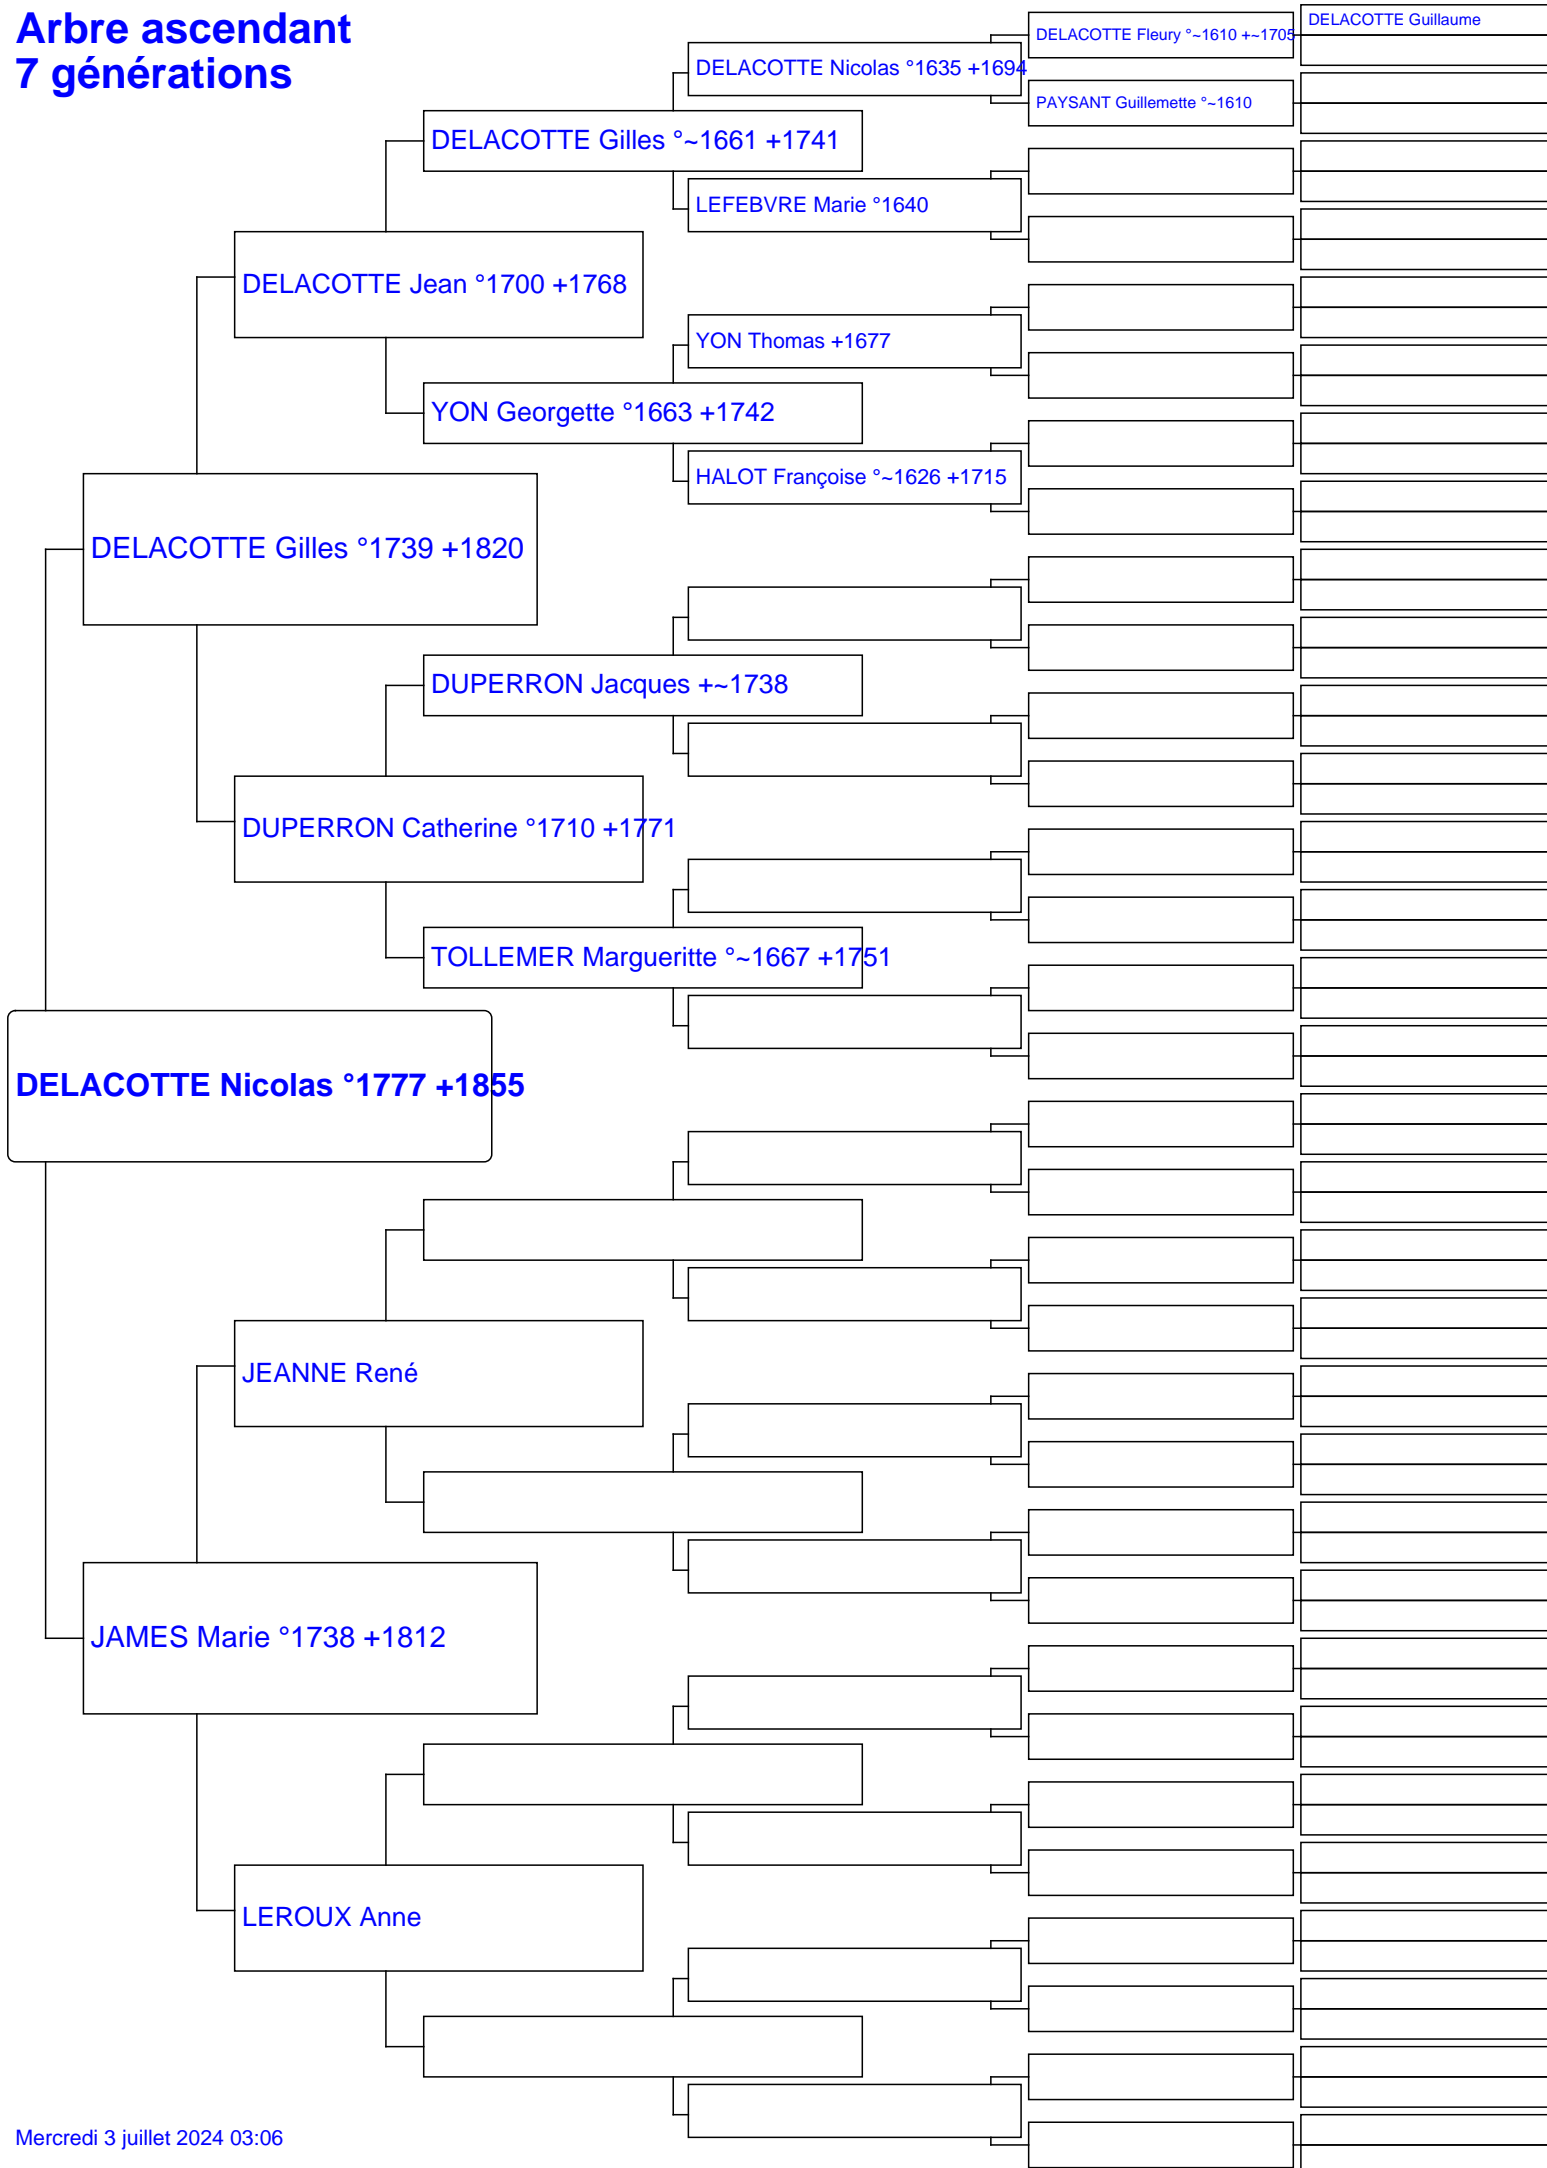 Arbre ascendant
7 générations
DELACOTTE Guillaume
DELACOTTE Fleury °~1610 +~1705
DELACOTTE Nicolas °1635 +1694
PAYSANT Guillemette °~1610
DELACOTTE Gilles °~1661 +1741
LEFEBVRE Marie °1640
DELACOTTE Jean °1700 +1768
YON Thomas +1677
YON Georgette °1663 +1742
HALOT Françoise °~1626 +1715
DELACOTTE Gilles °1739 +1820
DUPERRON Jacques +~1738
DUPERRON Catherine °1710 +1771
TOLLEMER Margueritte °~1667 +1751
DELACOTTE Nicolas °1777 +1855
JEANNE René
JAMES Marie °1738 +1812
LEROUX Anne
Mercredi 3 juillet 2024 03:06